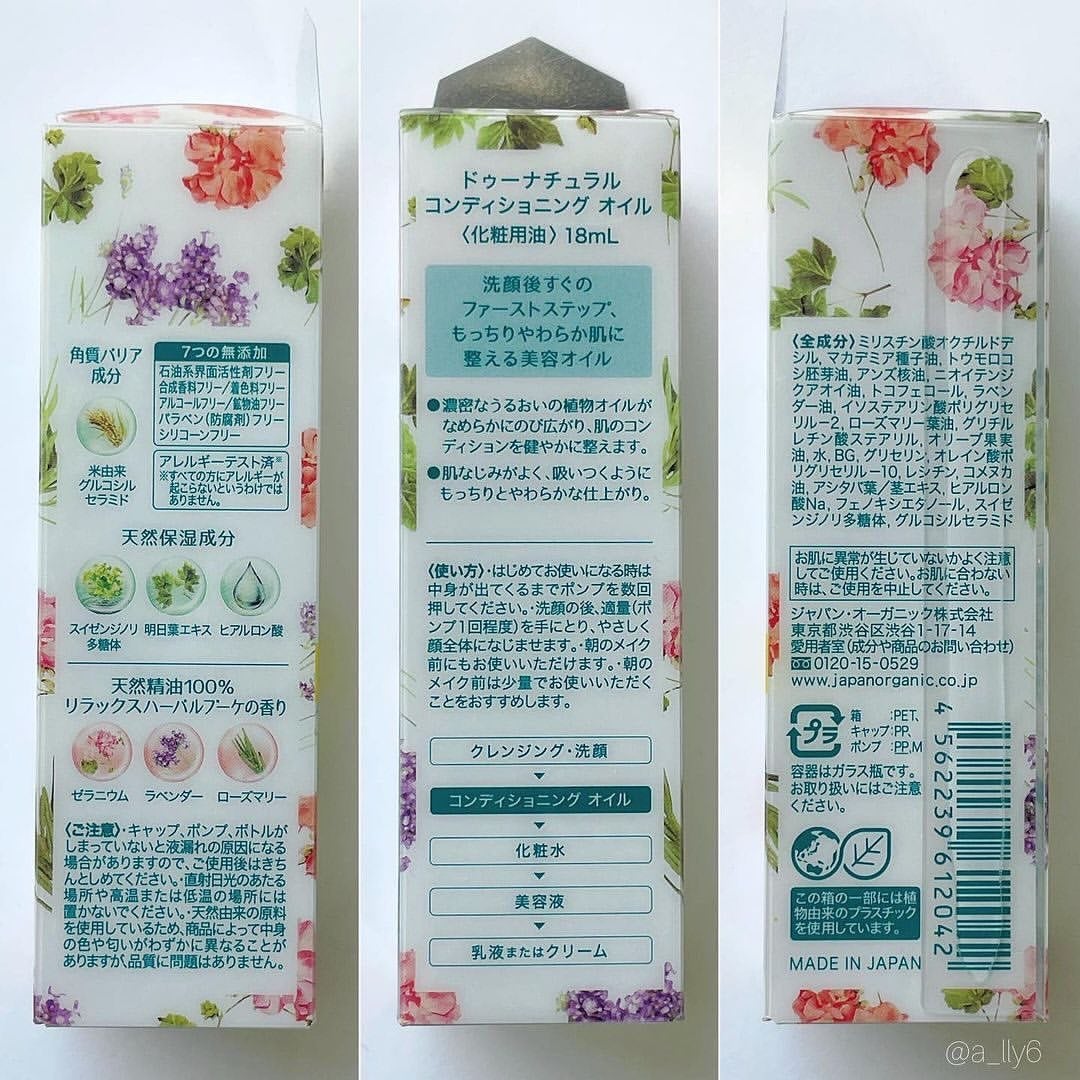 角質バリア
成分
7つの無添加
石油系界面活性剤フリー
合成香料フリー/着色料フリー
アルコールフリー/鉱物油フリー
パラベン(防腐剤)フリー
シリコーンフリー
米由来
グルコシル
セラミド
アレルギーテスト済※
※すべての方にアレルギーが
起こらないというわけでは
ありません。
天然保湿成分
スイゼンジノリ
多糖体
明日葉エキス
ヒアルロン酸
天然精油100%
リラックスハーバルブーケの香り
ゼラニウム
ラベンダー
ローズマリー
〈ご注意〉・キャップ、ポンプ、ボトルが
しまっていないと液漏れの原因になる
場合がありますので、ご使用後はきち
んとしめてください。・直射日光のあたる
場所や高温または低温の場所には
置かないでください。・天然由来の原料
を使用しているため、商品によって中身
の色や匂いがわずかに異なることが
ありますが、品質に問題はありません。
ドゥーナチュラル
コンディショニング オイル
〈化粧用油〉18mL
洗顔後すぐの
ファーストステップ、
もっちりやわらか肌に
整える美容オイル
●濃密なうるおいの植物オイルが
なめらかにのび広がり、肌のコン
ディションを健やかに整えます。
●肌なじみがよく、吸いつくように
もっちりとやわらかな仕上がり。
〈使い方〉・はじめてお使いになる時は
中身が出てくるまでポンプを数回
押してください。・洗顔の後、適量(ポ
ンプ1回程度)を手にとり、やさしく
顔全体になじませます。・朝のメイク
前にもお使いいただけます。・朝の
メイク前は少量でお使いいただく
ことをおすすめします。
クレンジング・洗顔
コンディショニング オイル
化粧水
美容液
乳液またはクリーム
〈全成分〉ミリスチン酸オクチルドデ
シル, マカデミア種子油, トウモロコ
シ胚芽油, アンズ核油, ニオイテンジ
クアオイ油, トコフェロール, ラベン
ダー油, イソステアリン酸ポリグリセ
リル-2, ローズマリー葉油, グリチル
レチン酸ステアリル, オリーブ果実
油, 水, BG, グリセリン, オレイン酸ポ
リグリセリル-10, レシチン, コメヌカ
油, アシタバ葉/茎エキス, ヒアルロン
酸Na, フェノキシエタノール, スイゼ
ンジノリ多糖体, グルコシルセラミド
お肌に異常が生じていないかよく注意
してご使用ください。お肌に合わない
時は、ご使用を中止してください。
ジャパン・オーガニック株式会社
東京都渋谷区渋谷1-17-14
愛用者室(成分や商品のお問い合わせ)
0120-15-0529
www.japanorganic.co.jp
プラ
箱 :PET,
キャップ:PP,
ポンプ :PP,M
容器はガラス瓶です。
お取り扱いにはご注意
ください。
この箱の一部には植
物由来のプラスチック
を使用しています。
MADE IN JAPAN
4562239612042
@a_lly6